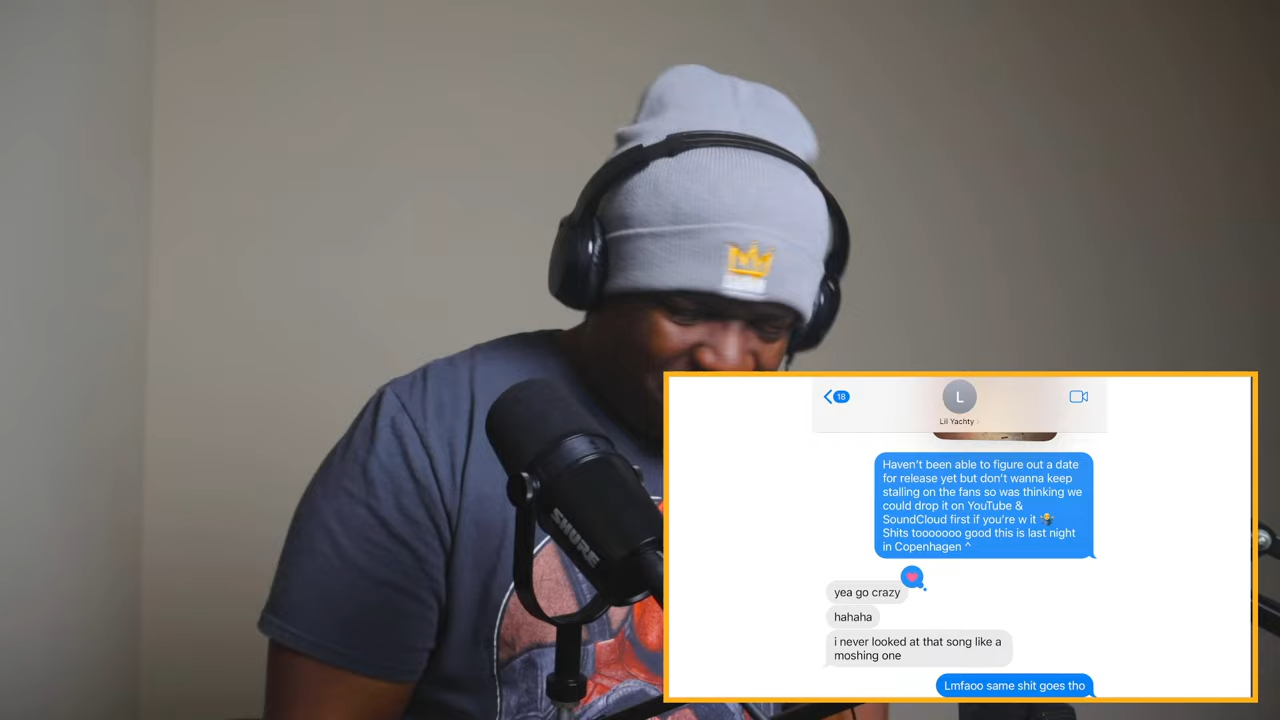 SHURE
18
L
Lil Yachty
Haven't been able to figure out a date
for release yet but don't wanna keep
stalling on the fans so was thinking we
could drop it on YouTube &
SoundCloud first if you're w it 🤷‍♂️
Shits tooooooo good this is last night
in Copenhagen ^
yea go crazy
hahaha
i never looked at that song like a
moshing one
Lmfaoo same shit goes tho